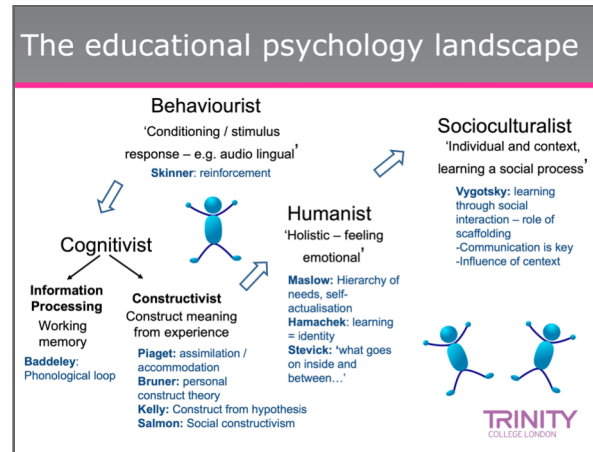 The educational psychology landscape
Behaviourist
'Conditioning / stimulus
response – e.g. audio lingual'
Skinner: reinforcement
Cognitivist
Information
Processing
Working
memory
Baddeley:
Phonological loop
Constructivist
Construct meaning
from experience
Piaget: assimilation /
accommodation
Bruner: personal
construct theory
Kelly: Construct from hypothesis
Salmon: Social constructivism
Humanist
'Holistic – feeling
emotional'
Maslow: Hierarchy of
needs, self-
actualisation
Hamachek: learning
= identity
Stevick: 'what goes
on inside and
between...'
Socioculturalist
'Individual and context,
learning a social process'
Vygotsky: learning
through social
interaction – role of
scaffolding
-Communication is key
-Influence of centext
TRINITY
COLLEGE LONDON